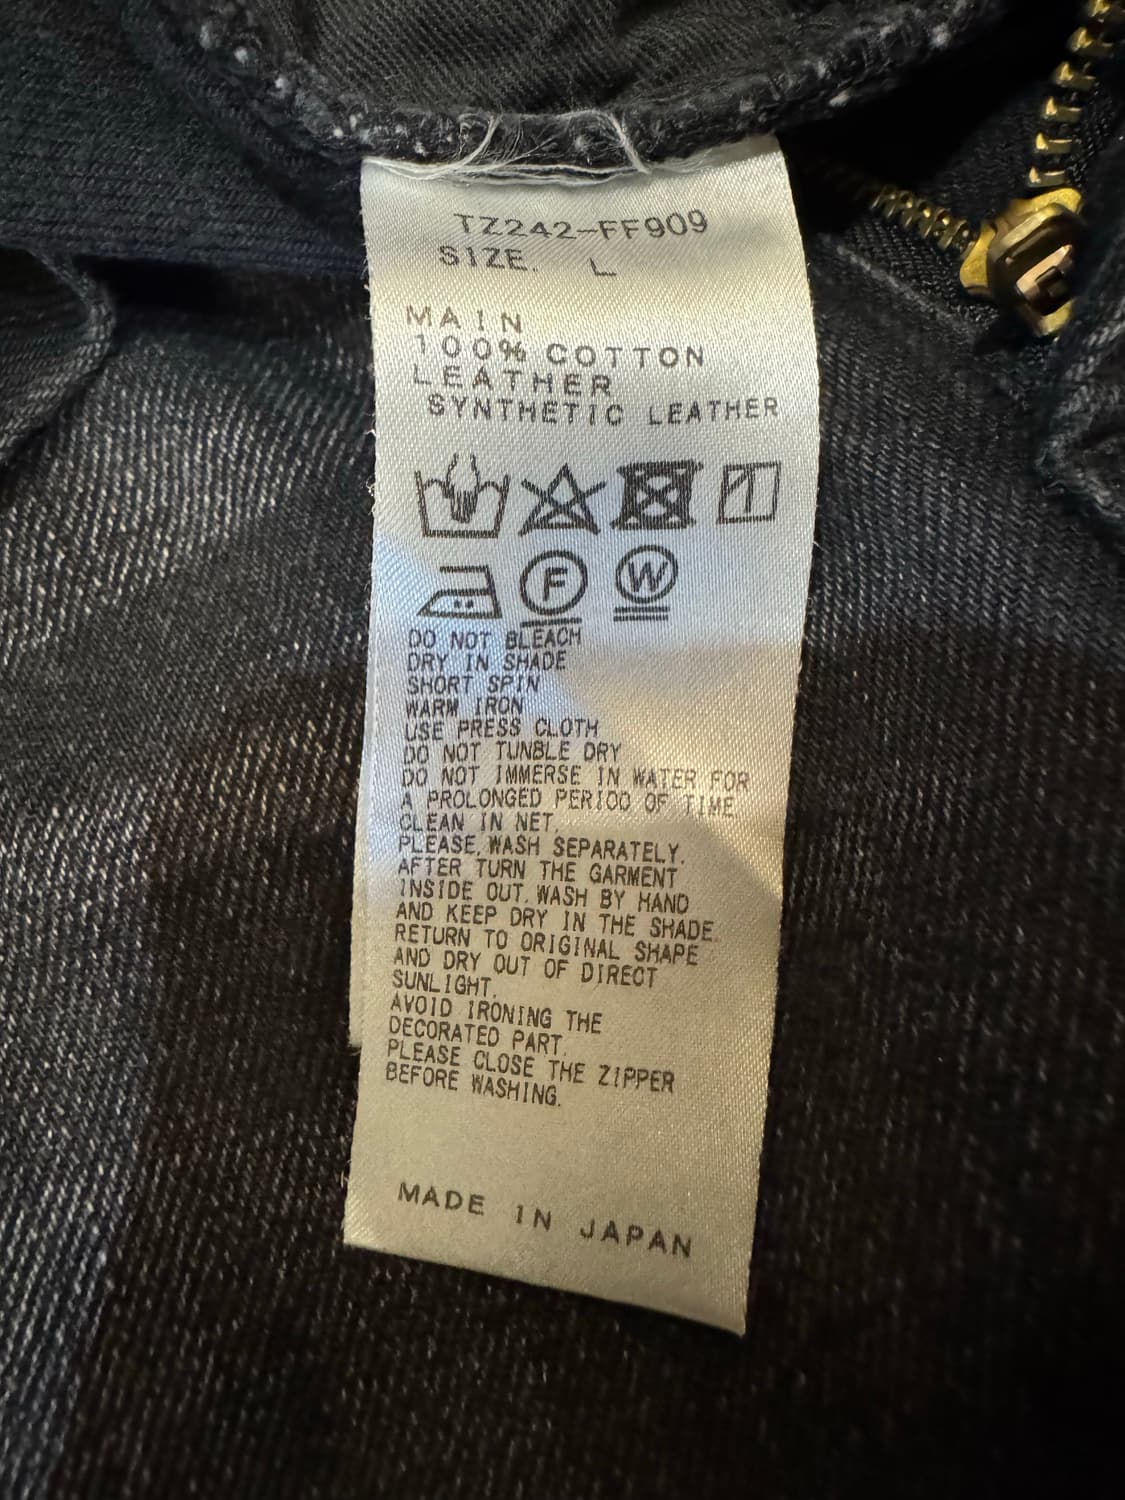 TZ242-FF909
SIZE. L
MAIN
100% COTTON
LEATHER
SYNTHETIC LEATHER
F W
DO NOT BLEACH
DRY IN SHADE
SHORT SPIN
WARM IRON
USE PRESS CLOTH
DO NOT TUNBLE DRY
DO NOT IMMERSE IN WATER FOR
A PROLONGED PERIOD OF TIME.
CLEAN IN NET.
PLEASE.WASH SEPARATELY.
AFTER TURN THE GARMENT
INSIDE OUT.WASH BY HAND
AND KEEP DRY IN THE SHADE.
RETURN TO ORIGINAL SHAPE
AND DRY OUT OF DIRECT
SUNLIGHT.
AVOID IRONING THE
DECORATED PART.
PLEASE CLOSE THE ZIPPER
BEFORE WASHING.
MADE IN JAPAN